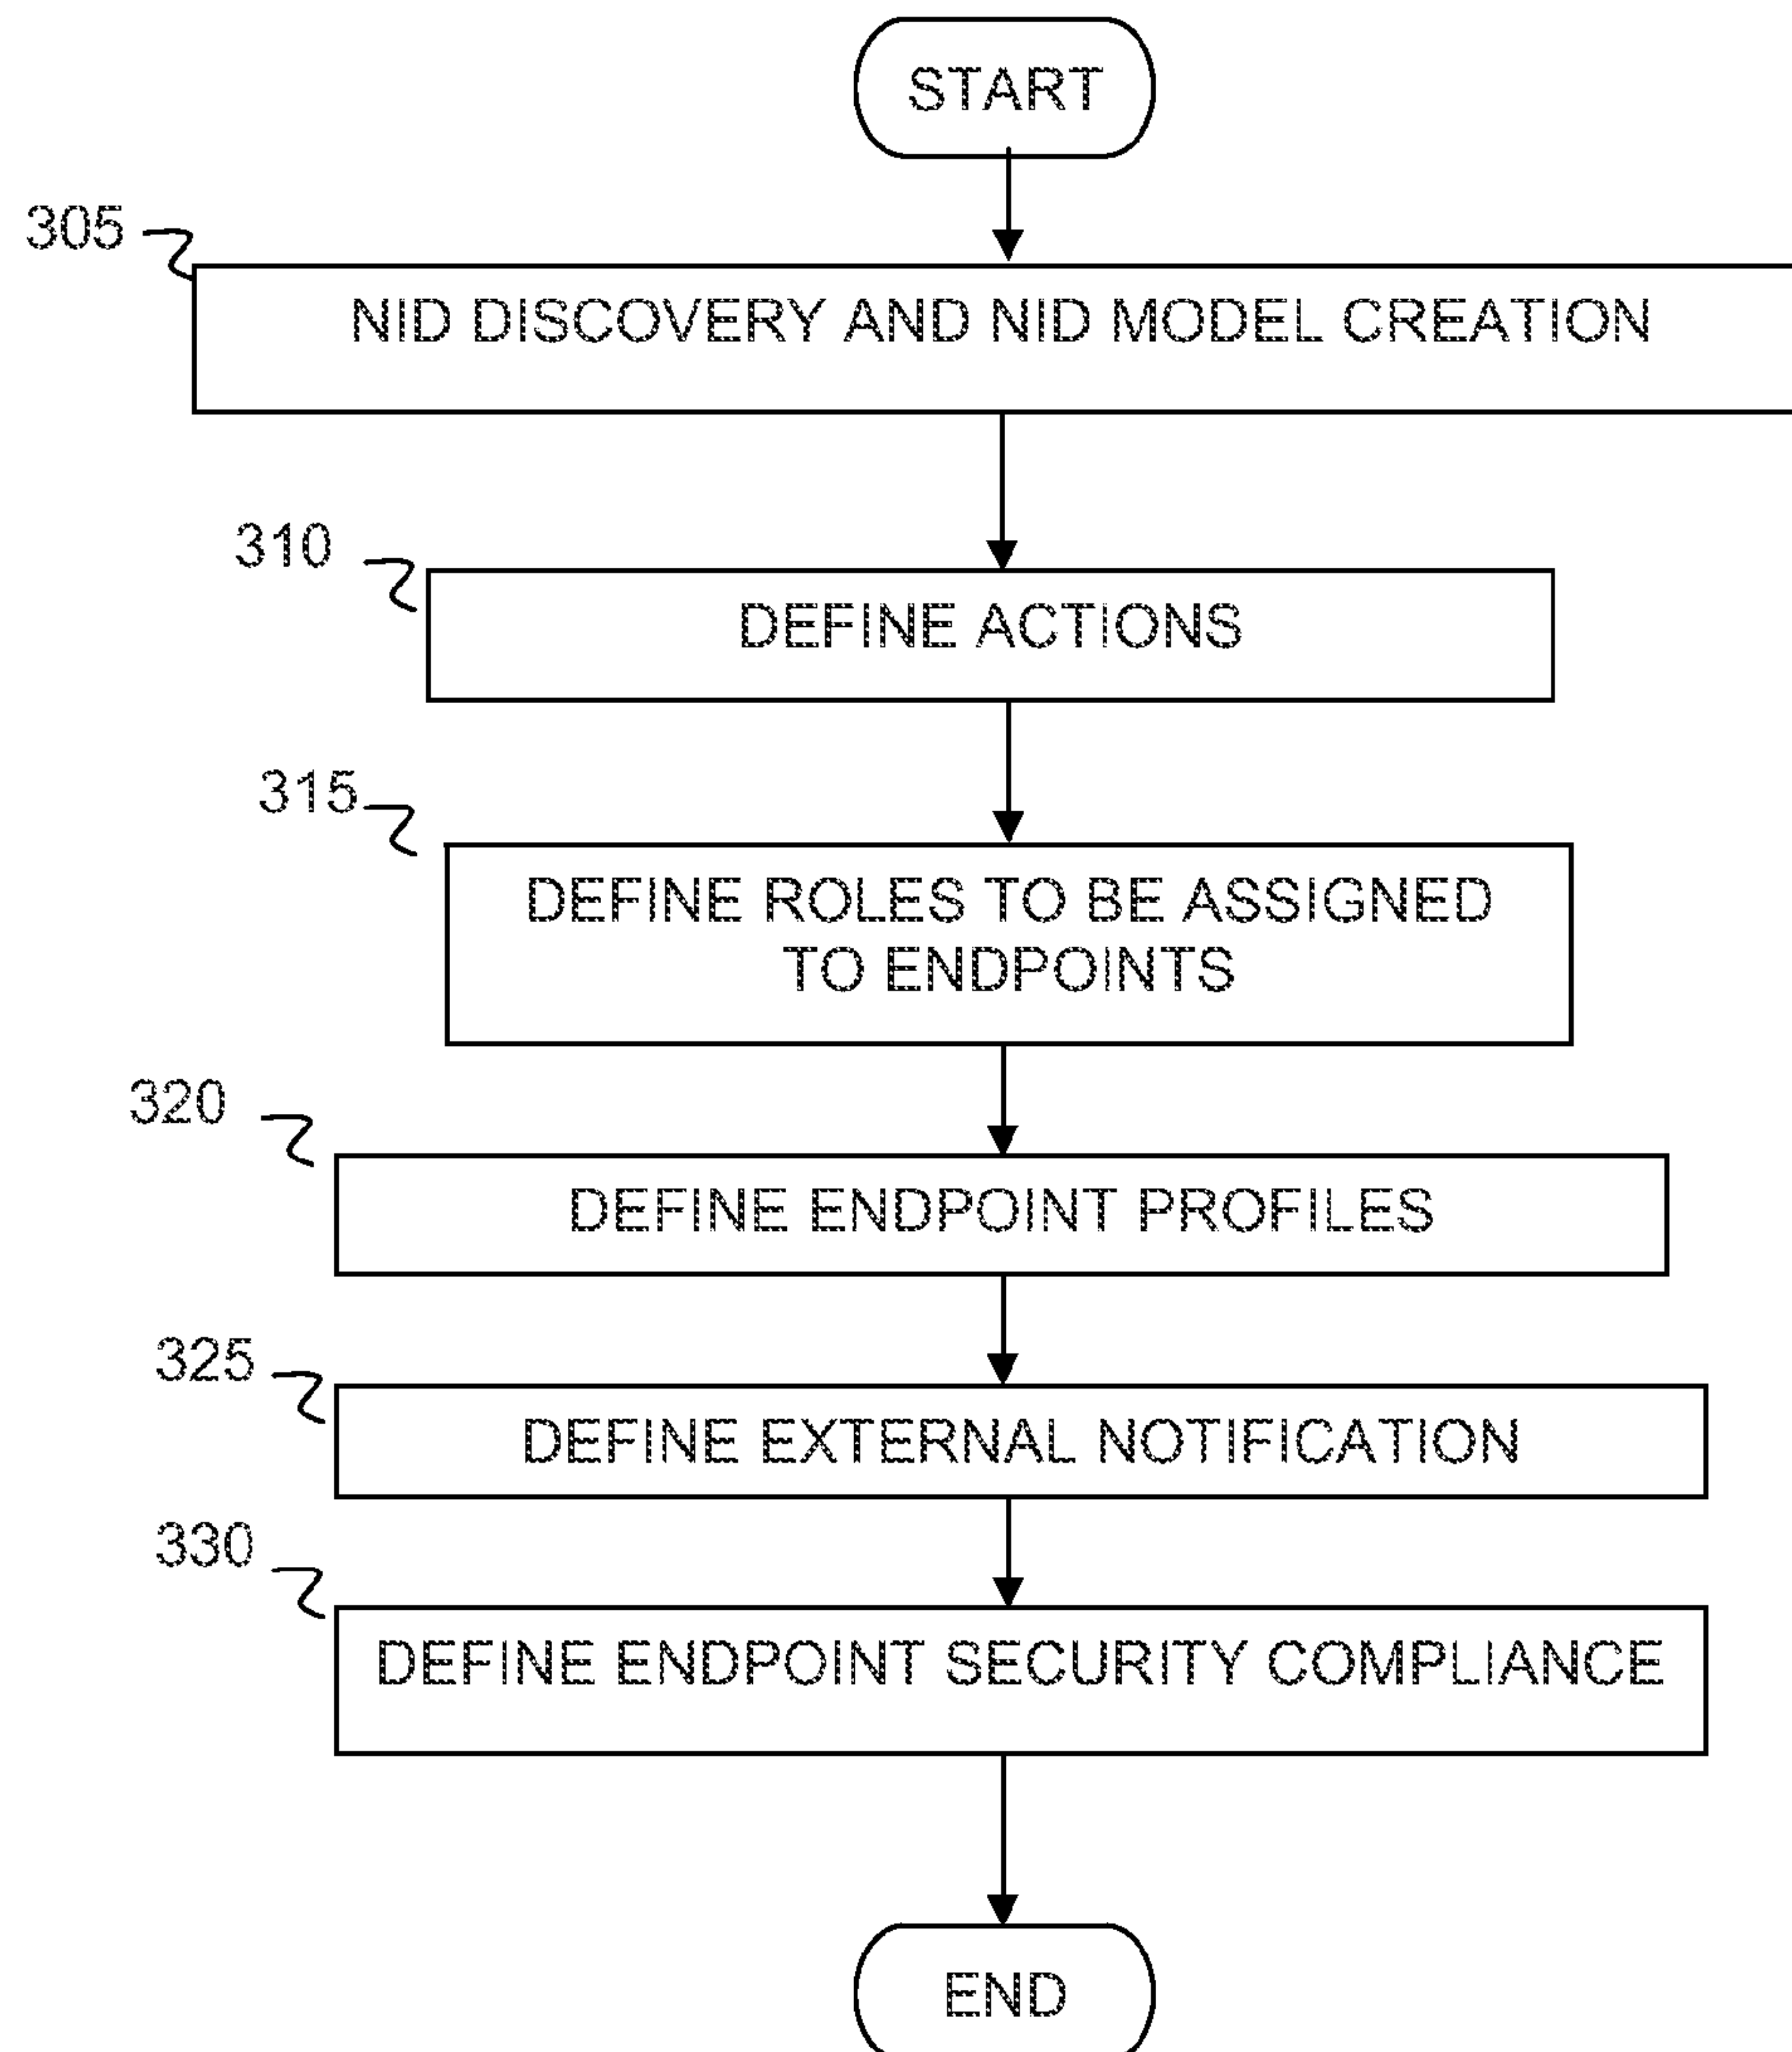 START
305
NID DISCOVERY AND NID MODEL CREATION
310
DEFINE ACTIONS
315
DEFINE ROLES TO BE ASSIGNED
TO ENDPOINTS
320
DEFINE ENDPOINT PROFILES
325
DEFINE EXTERNAL NOTIFICATION
330
DEFINE ENDPOINT SECURITY COMPLIANCE
END